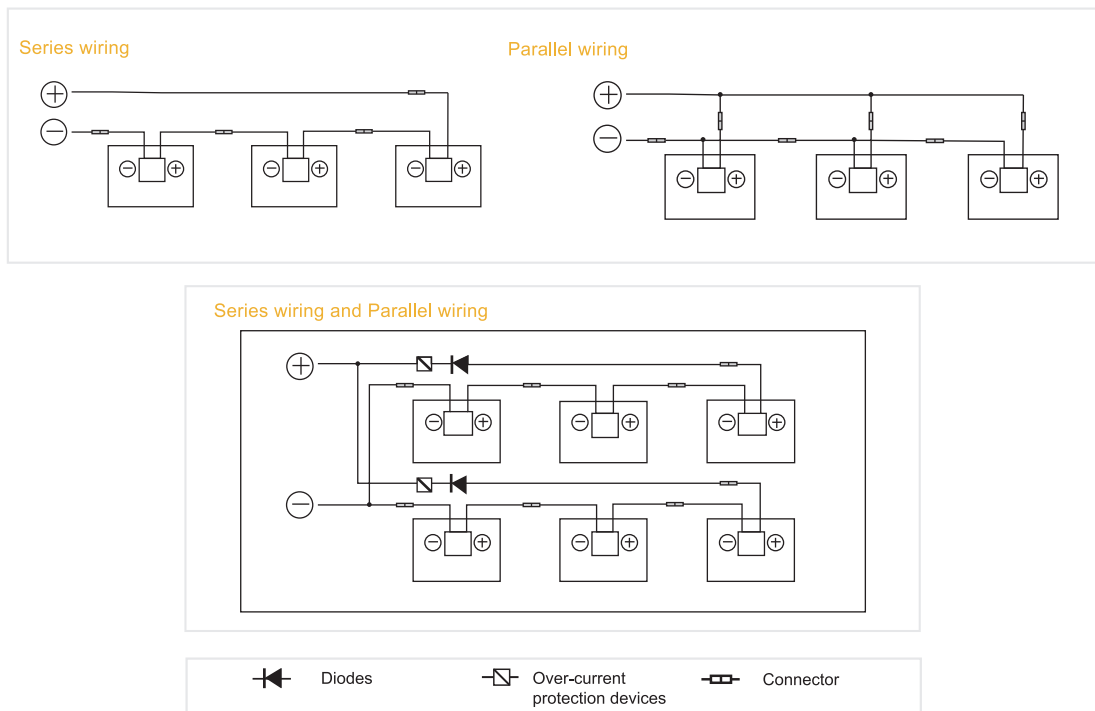 Series wiring
Parallel wiring
Series wiring and Parallel wiring
Diodes
Over-current
protection devices
Connector